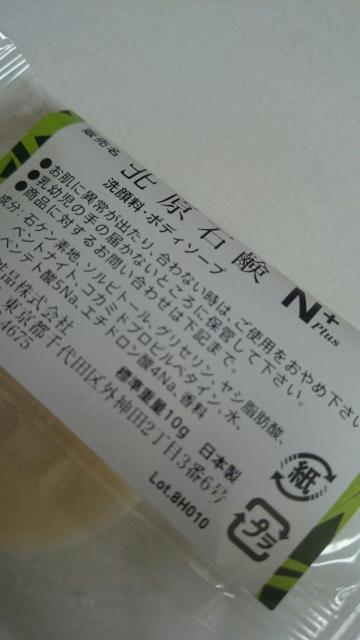 販売名
北原石鹸 N+ plus
洗顔料・ボディソープ
●お肌に異常が出たり、合わない時は、ご使用をおやめ下さい
●乳幼児の手の届かないところに保管して下さい。
●商品に対するお問い合わせは下記まで。
成分: 石ケン素地、ソルビトール、グリセリン、ヤシ脂肪酸、
ベントナイト、コカミドプロピルベタイン、水、
ペンテト酸5Na、エチドロン酸4Na、香料
粧品株式会社
東京都千代田区外神田2丁目3番6号
4675
標準重量10g 日本製
Lot.8H010
紙
プラ